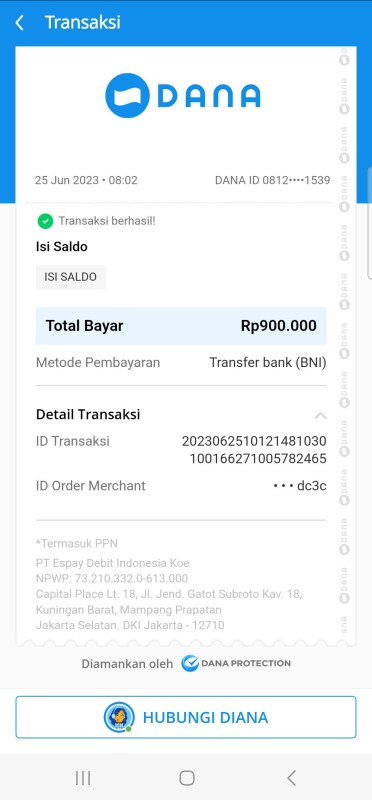 Transaksi
DANA
25 Jun 2023 • 08:02 DANA ID 0812••••1539
Transaksi berhasil!
Isi Saldo
ISI SALDO
Total Bayar Rp900.000
Metode Pembayaran Transfer bank (BNI)
Detail Transaksi
ID Transaksi 2023062510121481030
100166271005782465
ID Order Merchant • • • dc3c
*Termasuk PPN
PT Espay Debit Indonesia Koe
NPWP: 73.210.332.0-613.000
Capital Place Lt. 18, Jl. Jend. Gatot Subroto Kav. 18,
Kuningan Barat, Mampang Prapatan
Jakarta Selatan. DKI Jakarta - 12710
Diamankan oleh DANA PROTECTION
HUBUNGI DIANA